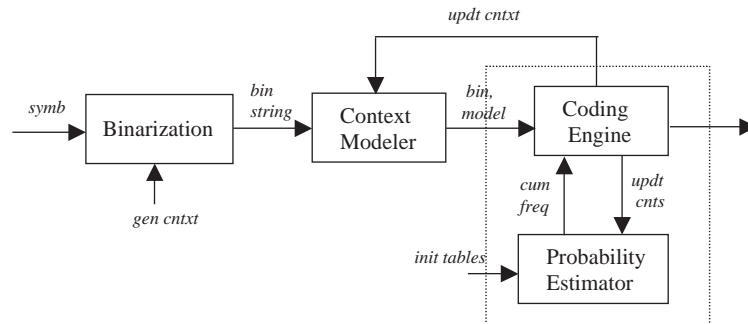 updt cntxt
symb
Binarization
bin
string
Context
Modeler
bin,
model
Coding
Engine
gen cntxt
cum
freq
updt
cnts
init tables
Probability
Estimator